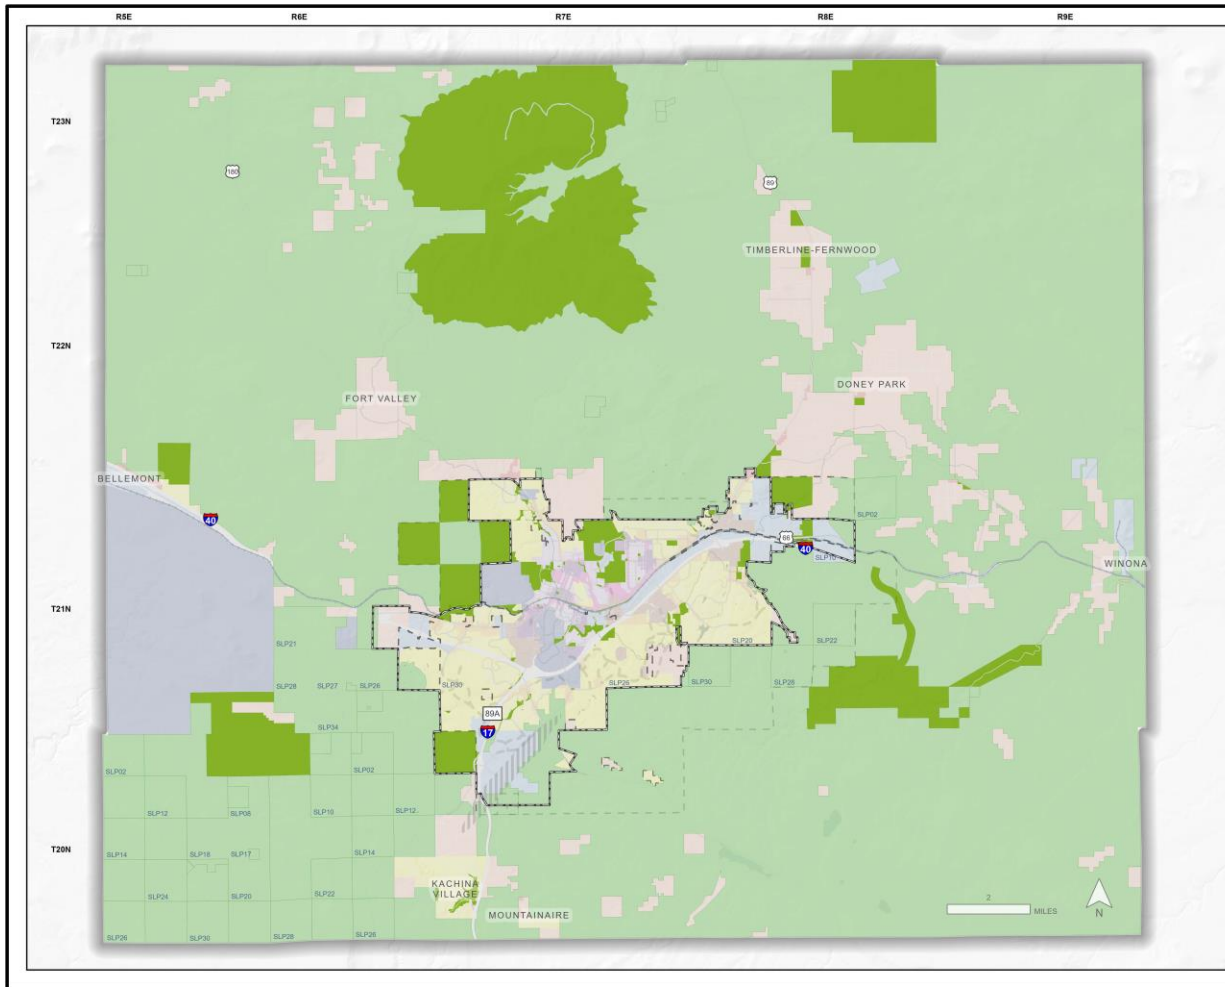 R5E
R6E
R7E
R8E
R9E
T23N
180
89
TIMBERLINE-FERNWOOD
T22N
DONEY PARK
FORT VALLEY
BELLEMONT
40
SLP02
66
40
SLP10
WINONA
T21N
SLP21
SLP20
SLP22
SLP28
SLP27
SLP26
SLP30
SLP26
SLP30
SLP28
89A
17
SLP34
SLP02
SLP02
SLP12
SLP08
SLP10
SLP12
T20N
SLP14
SLP18
SLP17
SLP14
KACHINA
VILLAGE
SLP24
SLP20
SLP22
MOUNTAINAIRE
2
MILES
N
SLP26
SLP30
SLP28
SLP26